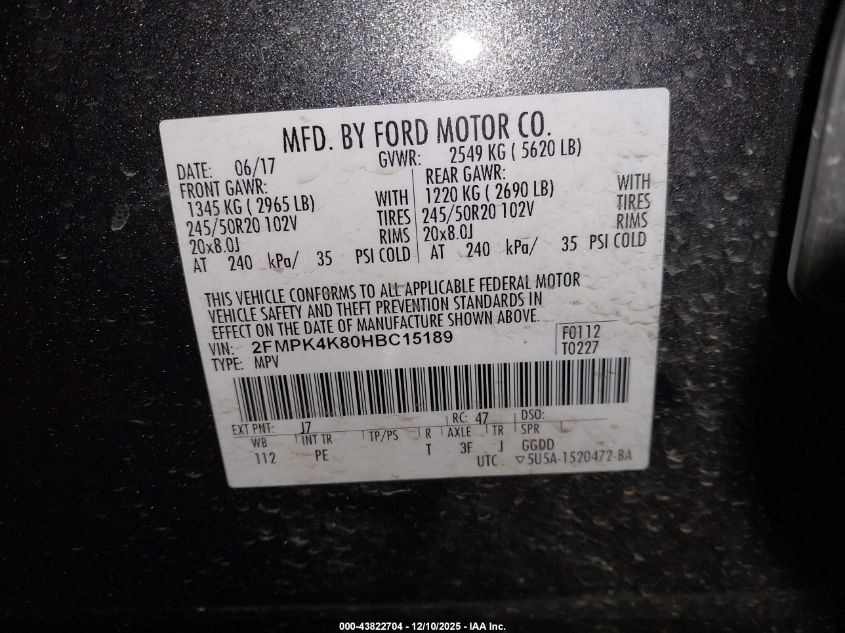 MFD. BY FORD MOTOR CO.
DATE: 06/17 GVWR: 2549 KG ( 5620 LB)
FRONT GAWR: REAR GAWR:
1345 KG ( 2965 LB) WITH 1220 KG ( 2690 LB) WITH
245/50R20 102V TIRES 245/50R20 102V TIRES
20x8.0J RIMS 20x8.0J RIMS
AT 240 kPa/ 35 PSI COLD AT 240 kPa/ 35 PSI COLD
THIS VEHICLE CONFORMS TO ALL APPLICABLE FEDERAL MOTOR
VEHICLE SAFETY AND THEFT PREVENTION STANDARDS IN
EFFECT ON THE DATE OF MANUFACTURE SHOWN ABOVE.
VIN: 2FMPK4K80HBC15189 F0112
TYPE: MPV T0227
EXT PNT: J7 RC: 47 DSO:
WB INT TR TP/PS R AXLE TR SPR
112 PE T 3F J GGDD
UTC ▽5U5A-1520472-BA
000-43822704 - 12/10/2025 - IAA Inc.